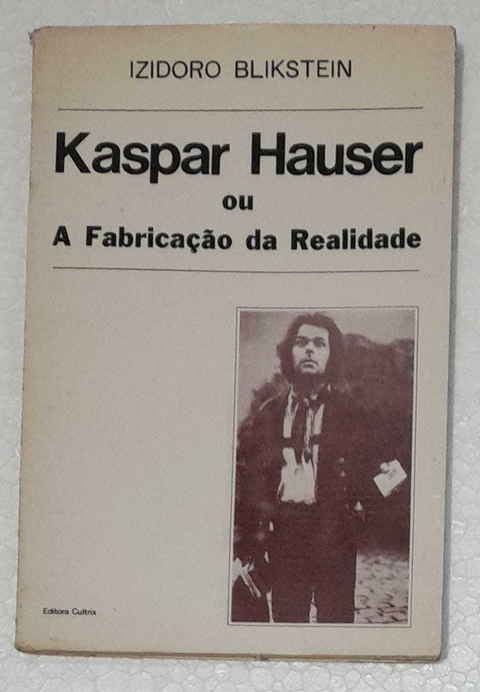 IZIDORO BLIKSTEIN
Kaspar Hauser
ou
A Fabricação da Realidade
Editora Cultrix